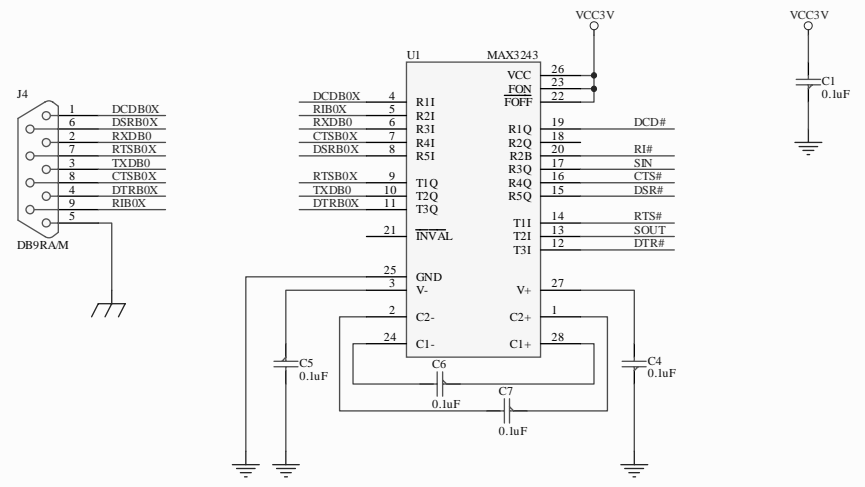 VCC3V
VCC3V
U1 MAX3243
J4
DB9RA/M
1 DCDB0X
6 DSRB0X
2 RXDB0
7 RTSB0X
3 TXDB0
8 CTSB0X
4 DTRB0X
9 RIB0X
5
DCDB0X 4 R1I
RIB0X 5 R2I
RXDB0 6 R3I
CTSB0X 7 R4I
DSRB0X 8 R5I
RTSB0X 9 T1Q
TXDB0 10 T2Q
DTRB0X 11 T3Q
21 INVAL
25 GND
3 V-
2 C2-
24 C1-
VCC 26
FON 23
FOFF 22
R1Q 19 DCD#
R2Q 18
R2B 20 RI#
R3Q 17 SIN
R4Q 16 CTS#
R5Q 15 DSR#
T1I 14 RTS#
T2I 13 SOUT
T3I 12 DTR#
V+ 27
C2+ 1
C1+ 28
C1
0.1uF
C5
0.1uF
C6
0.1uF
C7
0.1uF
C4
0.1uF